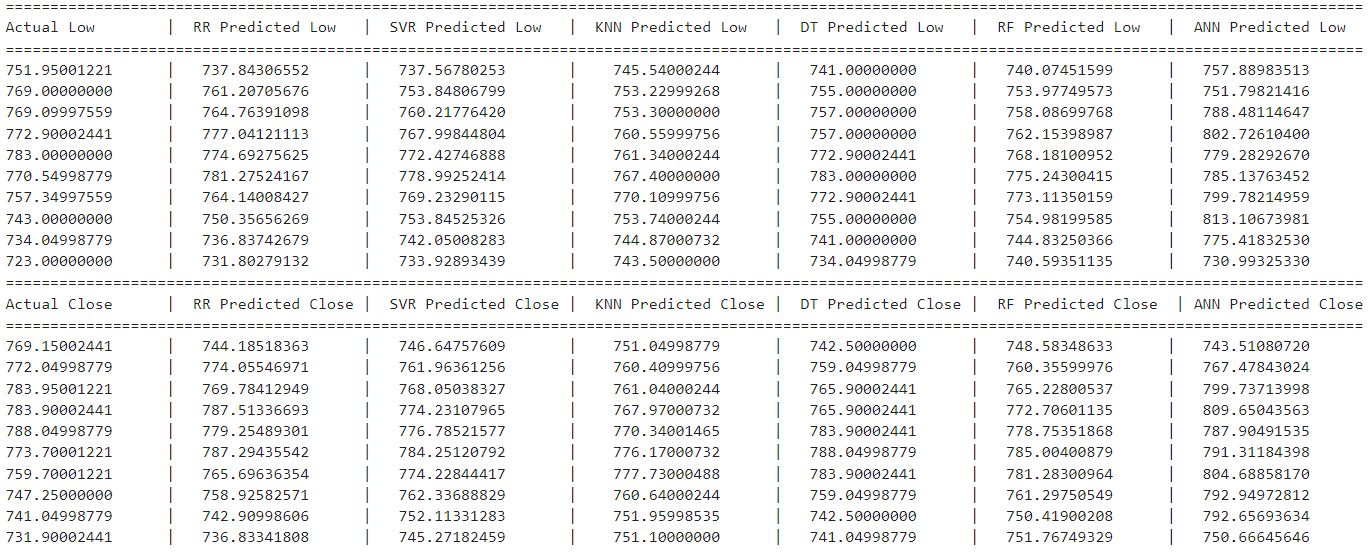 =========================================================================================================================================================
Actual Low | RR Predicted Low | SVR Predicted Low | KNN Predicted Low | DT Predicted Low | RF Predicted Low | ANN Predicted Low
=========================================================================================================================================================
751.95001221 | 737.84306552 | 737.56780253 | 745.54000244 | 741.00000000 | 740.07451599 | 757.88983513
769.00000000 | 761.20705676 | 753.84806799 | 753.22999268 | 755.00000000 | 753.97749573 | 751.79821416
769.09997559 | 764.76391098 | 760.21776420 | 753.30000000 | 757.00000000 | 758.08699768 | 788.48114647
772.90002441 | 777.04121113 | 767.99844804 | 760.55999756 | 757.00000000 | 762.15398987 | 802.72610400
783.00000000 | 774.69275625 | 772.42746888 | 761.34000244 | 772.90002441 | 768.18100952 | 779.28292670
770.54998779 | 781.27524167 | 778.99252414 | 767.40000000 | 783.00000000 | 775.24300415 | 785.13763452
757.34997559 | 764.14008427 | 769.23290115 | 770.10999756 | 772.90002441 | 773.11350159 | 799.78214959
743.00000000 | 750.35656269 | 753.84525326 | 753.74000244 | 755.00000000 | 754.98199585 | 813.10673981
734.04998779 | 736.83742679 | 742.05008283 | 744.87000732 | 741.00000000 | 744.83250366 | 775.41832530
723.00000000 | 731.80279132 | 733.92893439 | 743.50000000 | 734.04998779 | 740.59351135 | 730.99325330
=========================================================================================================================================================
Actual Close | RR Predicted Close | SVR Predicted Close | KNN Predicted Close | DT Predicted Close | RF Predicted Close | ANN Predicted Close
=========================================================================================================================================================
769.15002441 | 744.18518363 | 746.64757609 | 751.04998779 | 742.50000000 | 748.58348633 | 743.51080720
772.04998779 | 774.05546971 | 761.96361256 | 760.40999756 | 759.04998779 | 760.35599976 | 767.47843024
783.95001221 | 769.78412949 | 768.05038327 | 761.04000244 | 765.90002441 | 765.22800537 | 799.73713998
783.90002441 | 787.51336693 | 774.23107965 | 767.97000732 | 765.90002441 | 772.70601135 | 809.65043563
788.04998779 | 779.25489301 | 776.78521577 | 770.34001465 | 783.90002441 | 778.75351868 | 787.90491535
773.70001221 | 787.29435542 | 784.25120792 | 776.17000732 | 788.04998779 | 785.00400879 | 791.31184398
759.70001221 | 765.69636354 | 774.22844417 | 777.73000488 | 783.90002441 | 781.28300964 | 804.68858170
747.25000000 | 758.92582571 | 762.33688829 | 760.64000244 | 759.04998779 | 761.29750549 | 792.94972812
741.04998779 | 742.90998606 | 752.11331283 | 751.95998535 | 742.50000000 | 750.41900208 | 792.65693634
731.90002441 | 736.83341808 | 745.27182459 | 751.10000000 | 741.04998779 | 751.76749329 | 750.66645646